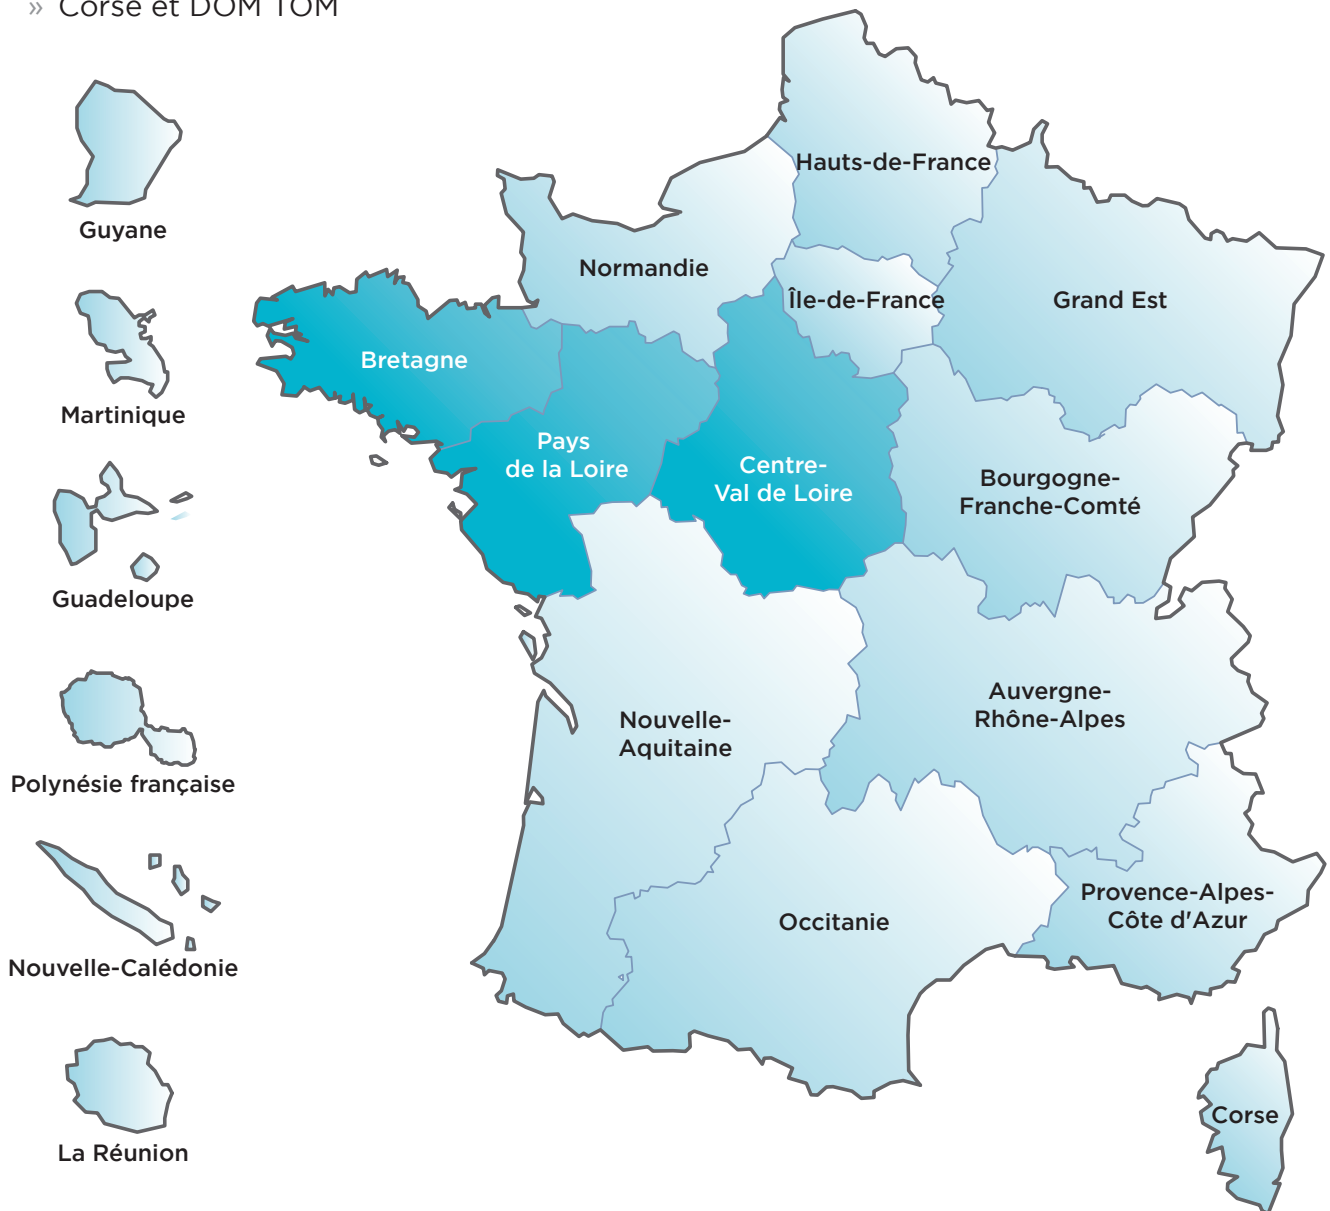 » Corse et DOM TOM
Guyane
Martinique
Guadeloupe
Polynésie française
Nouvelle-Calédonie
La Réunion
Hauts-de-France
Normandie
Île-de-France
Grand Est
Bretagne
Pays
de la Loire
Centre-
Val de Loire
Bourgogne-
Franche-Comté
Nouvelle-
Aquitaine
Auvergne-
Rhône-Alpes
Occitanie
Provence-Alpes-
Côte d'Azur
Corse